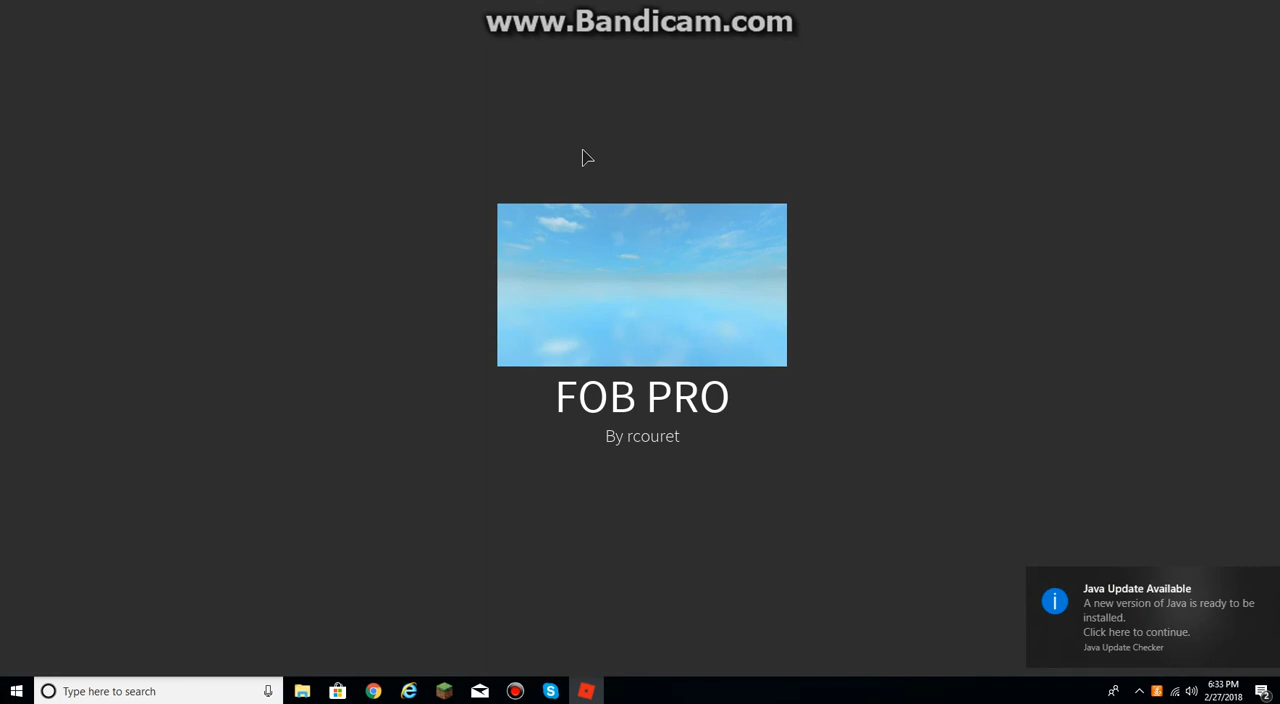 www.Bandicam.com
FOB PRO
By rcouret
Java Update Available
A new version of Java is ready to be
installed.
Click here to continue.
Java Update Checker
Type here to search
6:33 PM
2/27/2018
2